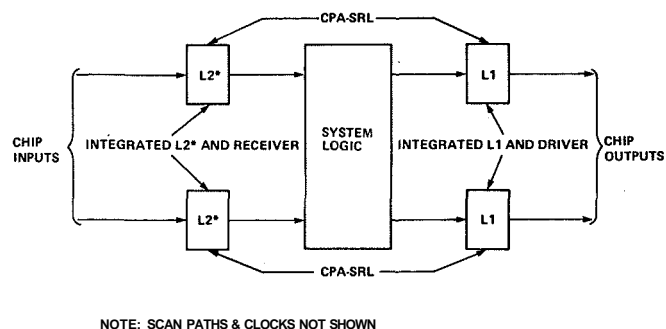 CPA-SRL
L2*
L1
CHIP
INPUTS
INTEGRATED L2* AND RECEIVER
SYSTEM
LOGIC
INTEGRATED L1 AND DRIVER
CHIP
OUTPUTS
L2*
L1
CPA-SRL
NOTE: SCAN PATHS & CLOCKS NOT SHOWN